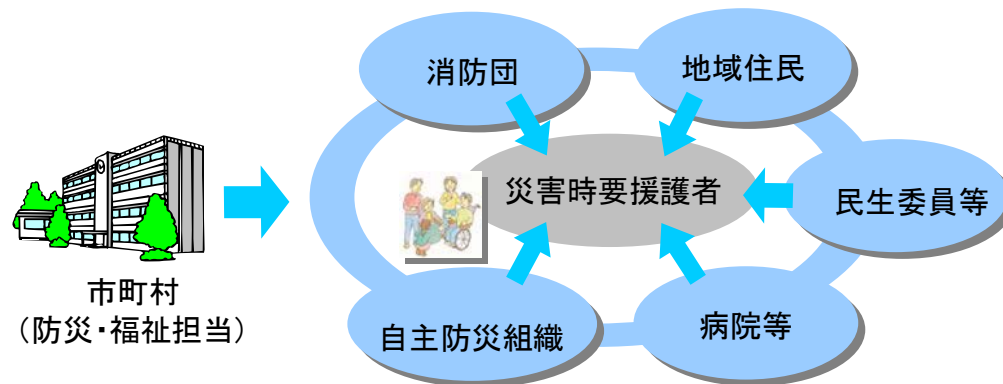 消防団
地域住民
災害時要援護者
民生委員等
市町村
（防災・福祉担当）
自主防災組織
病院等